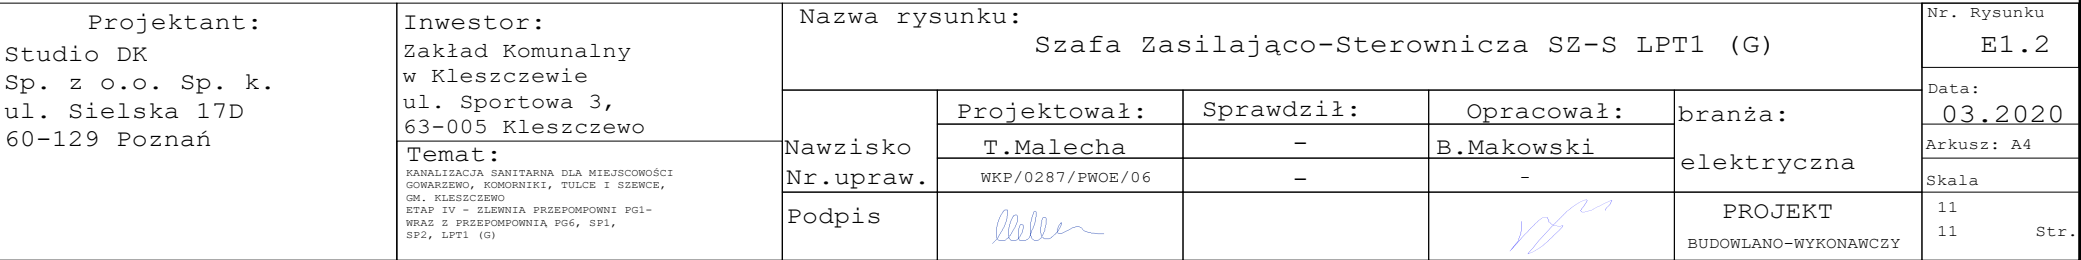 Projektant:
Studio DK
Sp. z o.o. Sp. k.
ul. Sielska 17D
60-129 Poznań
Inwestor:
Zakład Komunalny
w Kleszczewie
ul. Sportowa 3,
63-005 Kleszczewo
Temat:
KANALIZACJA SANITARNA DLA MIEJSCOWOŚCI
GOWARZEWO, KOMORNIKI, TULCE I SZEWCE,
GM. KLESZCZEWO
ETAP IV - ZLEWNIA PRZEPOMPOWNI PG1-
WRAZ Z PRZEPOMPOWNIĄ PG6, SP1,
SP2, LPT1 (G)
Nazwa rysunku:
Szafa Zasilająco-Sterownicza SZ-S LPT1 (G)
Projektował: Sprawdził: Opracował:
Nawzisko T.Malecha - B.Makowski
Nr.upraw. WKP/0287/PWOE/06 - -
Podpis
branża:
elektryczna
PROJEKT
BUDOWLANO-WYKONAWCZY
Nr. Rysunku
E1.2
Data:
03.2020
Arkusz: A4
Skala
11
11 Str.